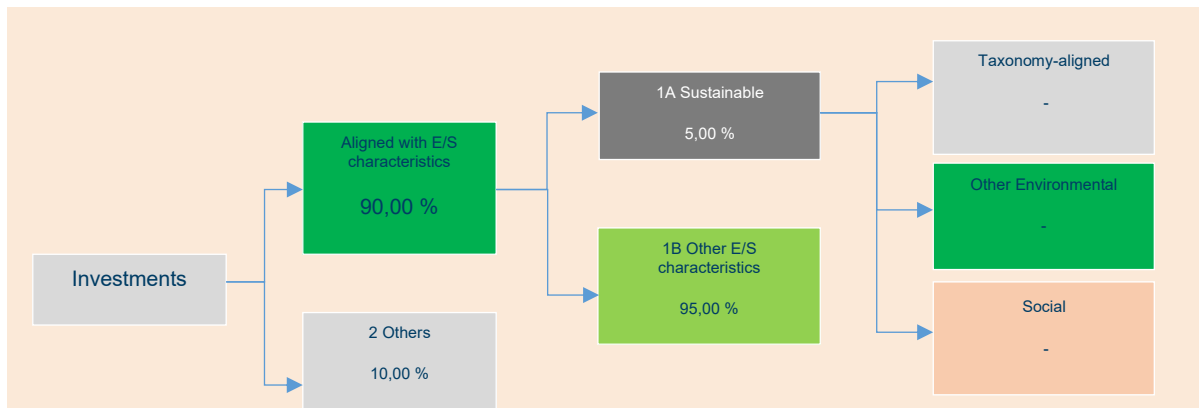 Investments
Aligned with E/S
characteristics
90,00 %
2 Others
10,00 %
1A Sustainable
5,00 %
1B Other E/S
characteristics
95,00 %
Taxonomy-aligned
-
Other Environmental
-
Social
-